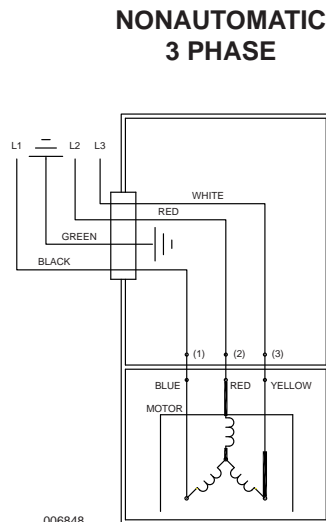 NONAUTOMATIC
3 PHASE
L1 L2 L3
WHITE
RED
GREEN
BLACK
(1) (2) (3)
BLUE RED YELLOW
MOTOR
006848